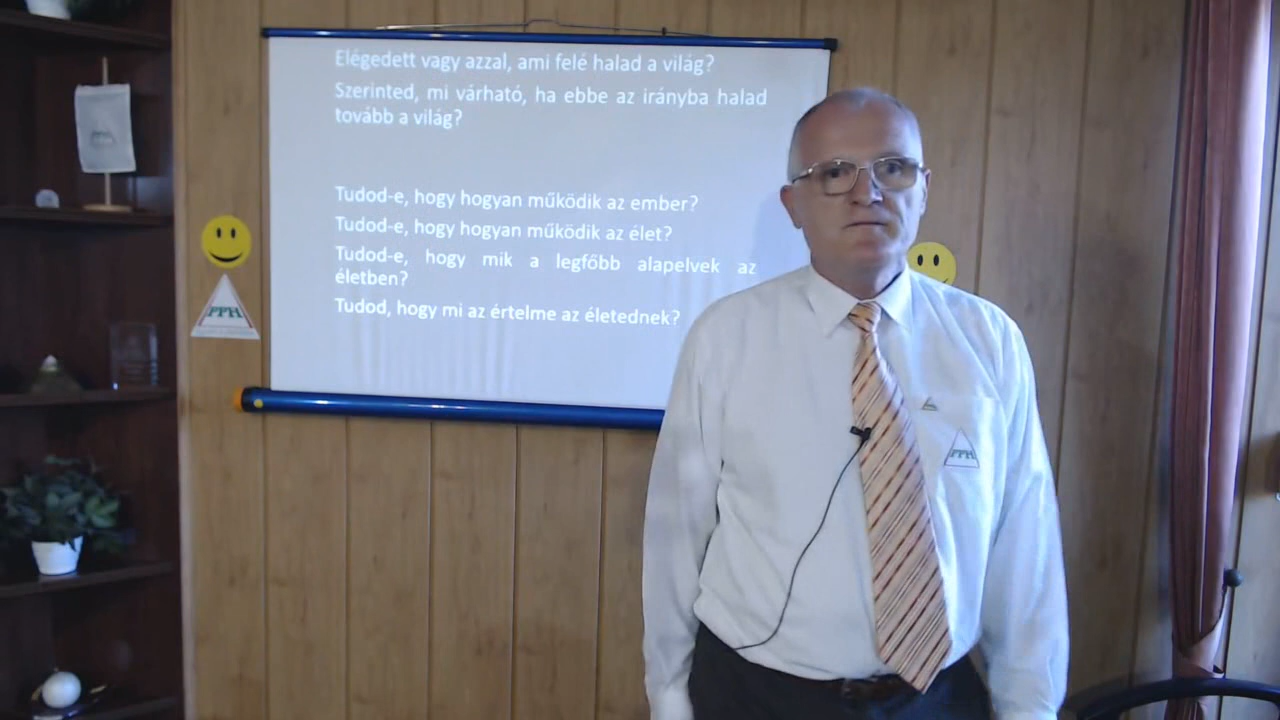 Elégedett vagy azzal, ami felé halad a világ?
Szerinted, mi várható, ha ebbe az irányba halad
tovább a világ?
Tudod-e, hogy hogyan működik az ember?
Tudod-e, hogy hogyan működik az élet?
Tudod-e, hogy mik a legfőbb alapelvek az
életben?
Tudod, hogy mi az értelme az életednek?
PPH
PPH